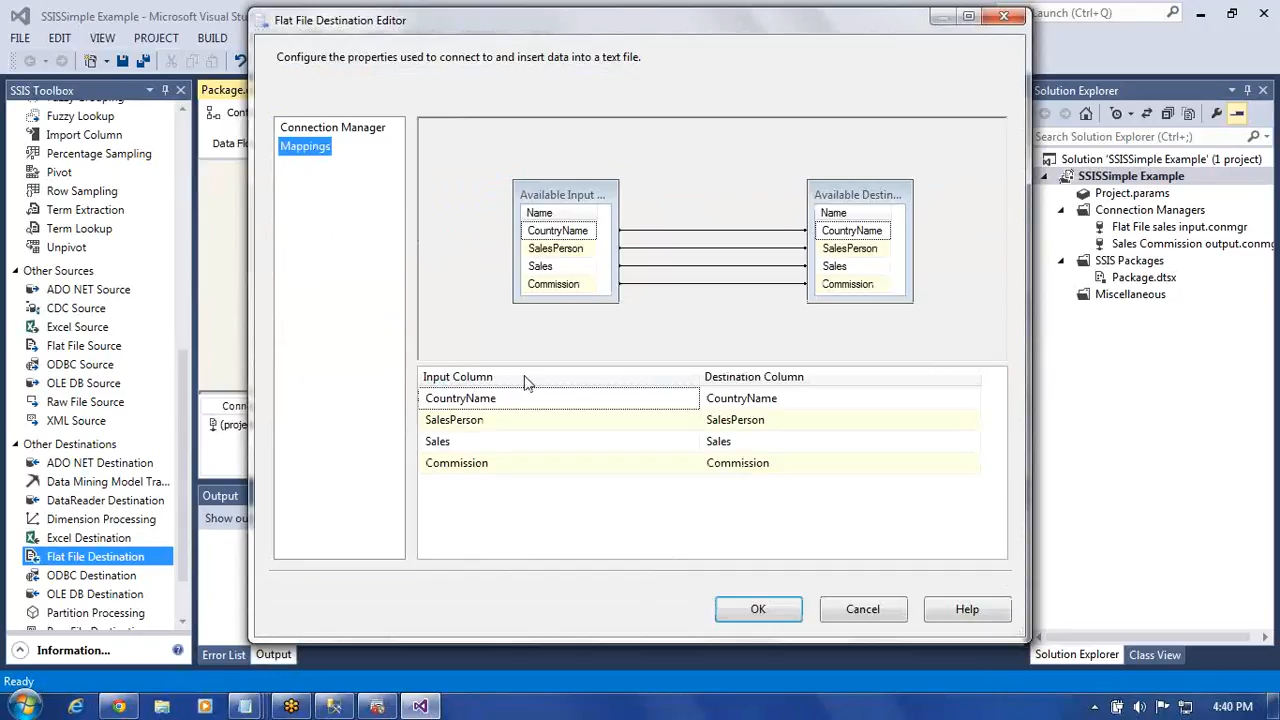 SSISSimple Example - Microsoft Visual Stu
Flat File Destination Editor
Launch (Ctrl+Q)
FILE EDIT VIEW PROJECT BUILD
Configure the properties used to connect to and insert data into a text file.
SSIS Toolbox
Fuzzy Lookup
Import Column
Percentage Sampling
Pivot
Row Sampling
Term Extraction
Term Lookup
Unpivot
Other Sources
ADO NET Source
CDC Source
Excel Source
Flat File Source
ODBC Source
OLE DB Source
Raw File Source
XML Source
Other Destinations
ADO NET Destination
Data Mining Model Tra...
DataReader Destination
Dimension Processing
Excel Destination
Flat File Destination
ODBC Destination
OLE DB Destination
Partition Processing
Information...
Package.
Cont
Data Flo
Conne
(proje
Output
Show ou
Error List Output
Connection Manager
Mappings
Available Input ...
Name
CountryName
SalesPerson
Sales
Commission
Available Destin...
Name
CountryName
SalesPerson
Sales
Commission
Input Column Destination Column
CountryName CountryName
SalesPerson SalesPerson
Sales Sales
Commission Commission
OK Cancel Help
Solution Explorer
Search Solution Explorer (Ctrl+;)
Solution 'SSISSimple Example' (1 project)
SSISSimple Example
Project.params
Connection Managers
Flat File sales input.conmgr
Sales Commission output.conmgr
SSIS Packages
Package.dtsx
Miscellaneous
Solution Explorer Class View
Ready
4:40 PM